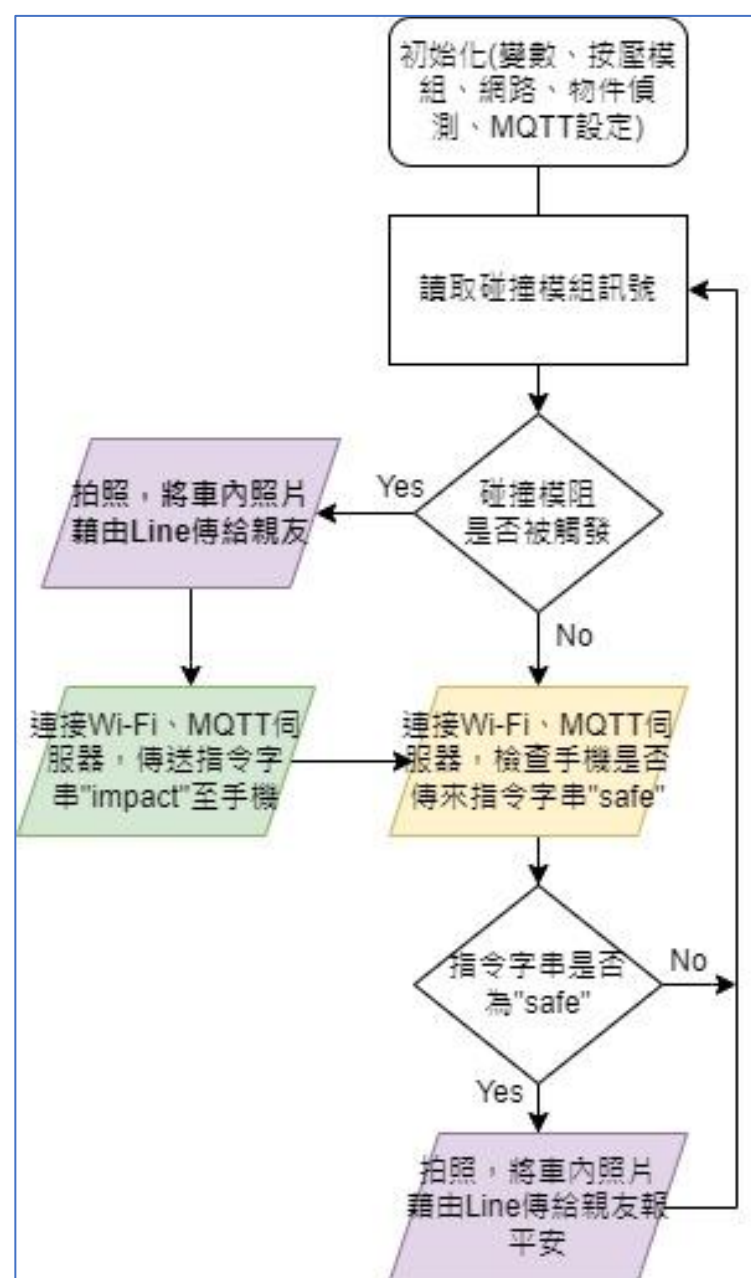 初始化(變數、按壓模
組、網路、物件偵
測、MQTT設定)
讀取碰撞模組訊號
碰撞模阻
是否被觸發
Yes
拍照，將車內照片
藉由Line傳給親友
No
連接Wi-Fi、MQTT伺
服器，傳送指令字
串"impact"至手機
連接Wi-Fi、MQTT伺
服器，檢查手機是否
傳來指令字串"safe"
指令字串是否
為"safe"
No
Yes
拍照，將車內照片
藉由Line傳給親友報
平安